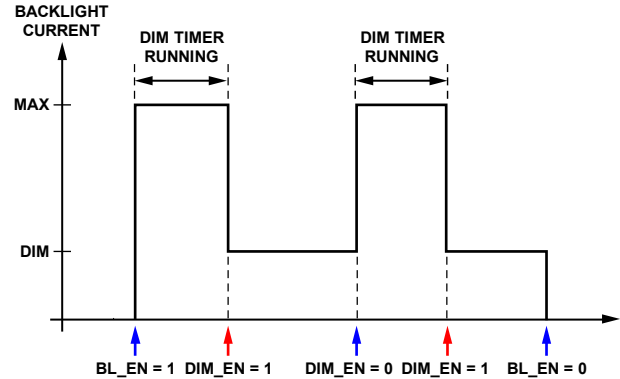 BACKLIGHT
CURRENT
DIM TIMER
RUNNING
DIM TIMER
RUNNING
MAX
DIM
BL_EN = 1 DIM_EN = 1 DIM_EN = 0 DIM_EN = 1 BL_EN = 0